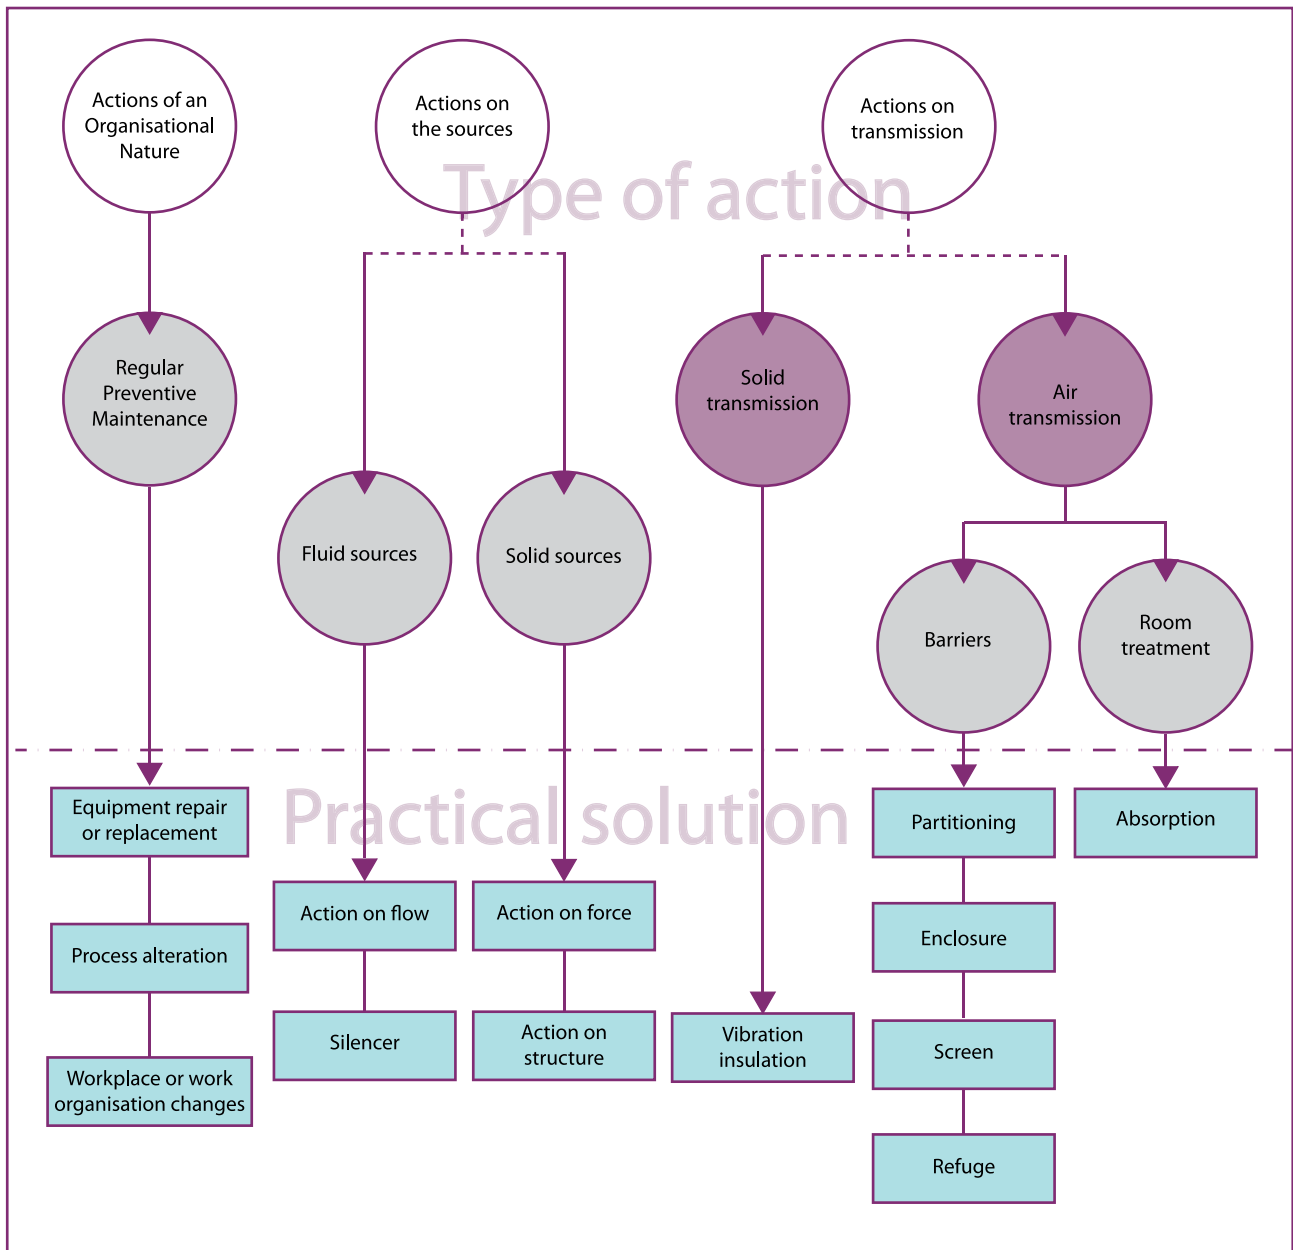 Actions of an
Organisational
Nature
Actions on
the sources
Actions on
transmission
Type of action
Regular
Preventive
Maintenance
Solid
transmission
Air
transmission
Fluid sources
Solid sources
Barriers
Room
treatment
Practical solution
Equipment repair
or replacement
Partitioning
Absorption
Action on flow
Action on force
Process alteration
Enclosure
Silencer
Action on
structure
Vibration
insulation
Screen
Workplace or work
organisation changes
Refuge